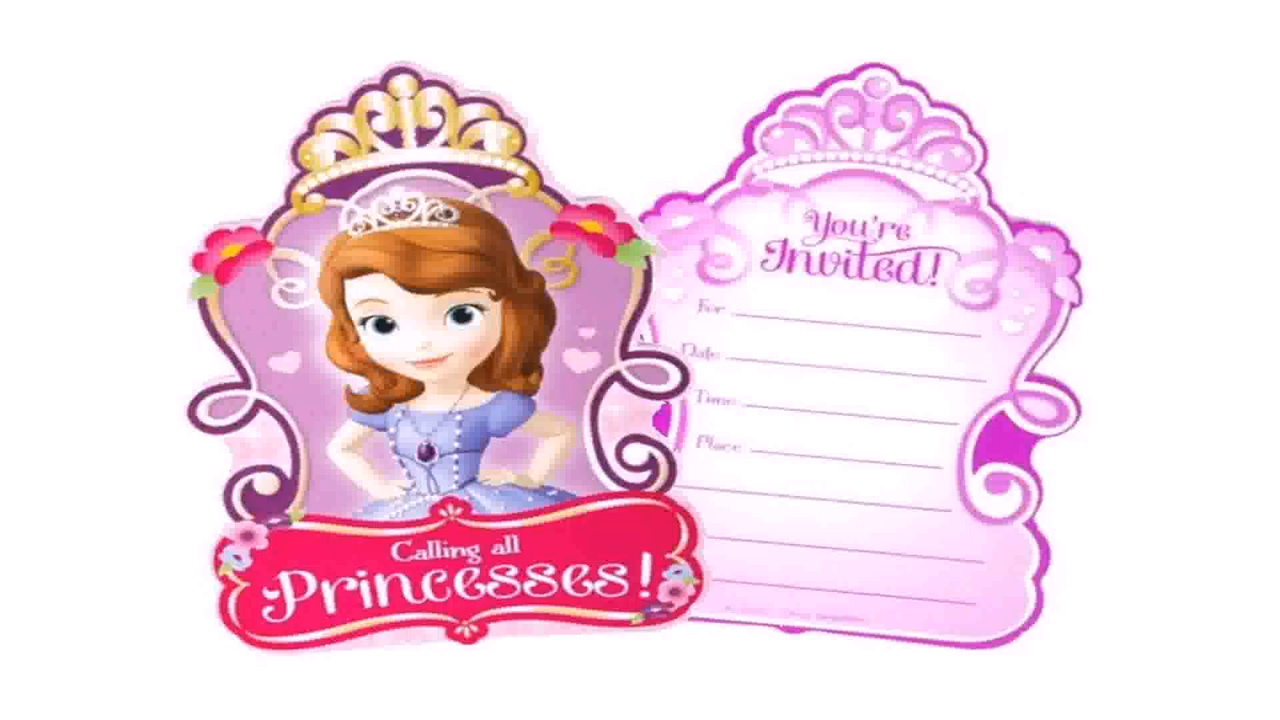 Calling all
Princesses!
You're
Invited!
For
Date
Time
Place